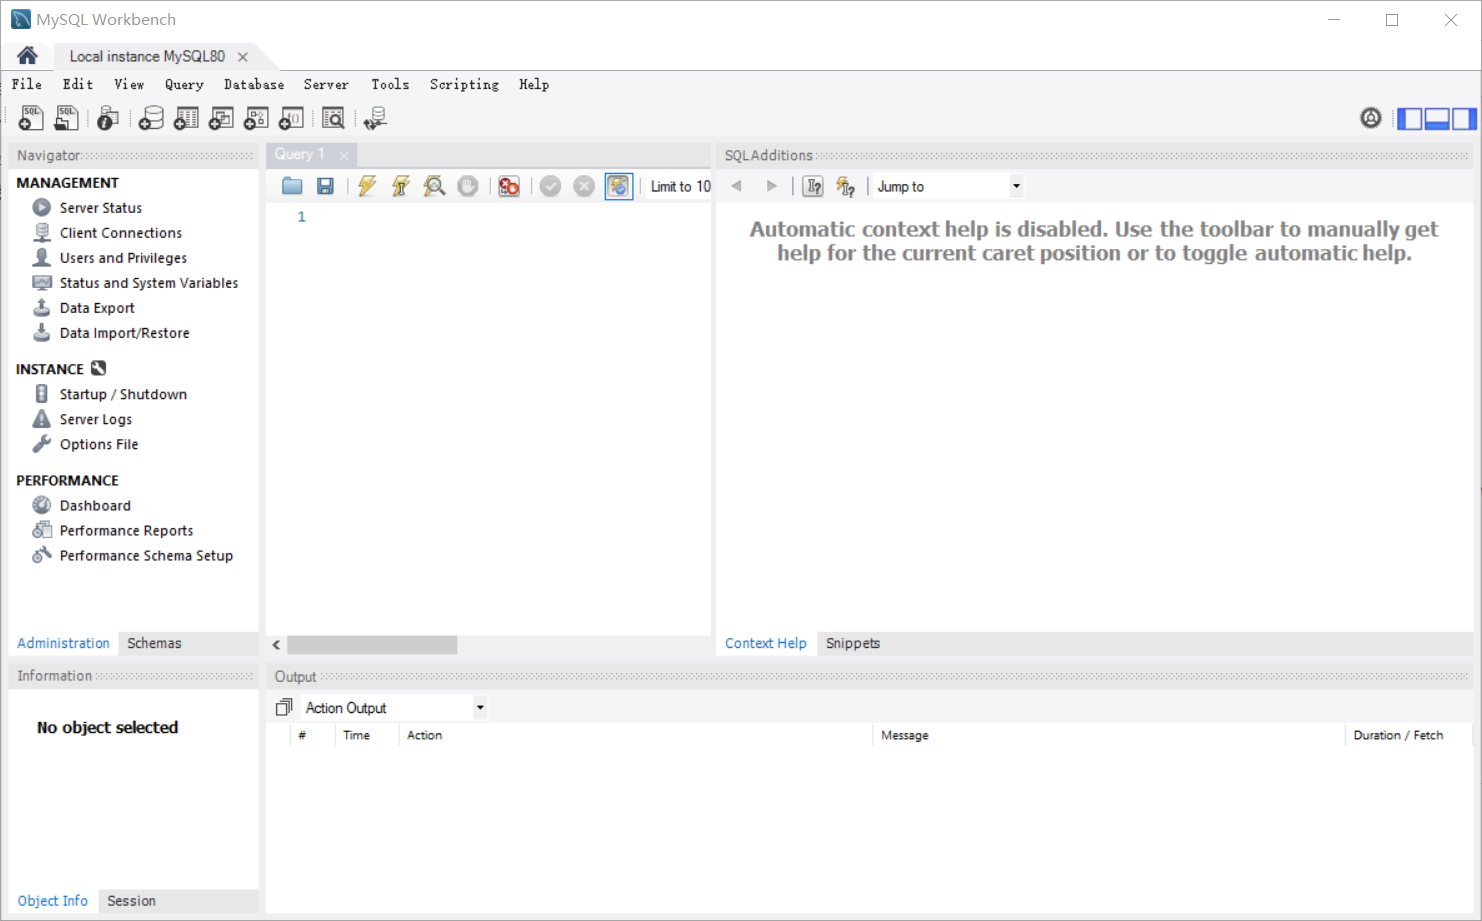 MySQL Workbench
Local instance MySQL80
File Edit View Query Database Server Tools Scripting Help
SQL SQL
Navigator
MANAGEMENT
Server Status
Client Connections
Users and Privileges
Status and System Variables
Data Export
Data Import/Restore
INSTANCE
Startup / Shutdown
Server Logs
Options File
PERFORMANCE
Dashboard
Performance Reports
Performance Schema Setup
Administration Schemas
Query 1
Limit to 10
1
SQLAdditions
Jump to
Automatic context help is disabled. Use the toolbar to manually get
help for the current caret position or to toggle automatic help.
Context Help Snippets
Information
No object selected
Object Info Session
Output
Action Output
# Time Action Message Duration / Fetch